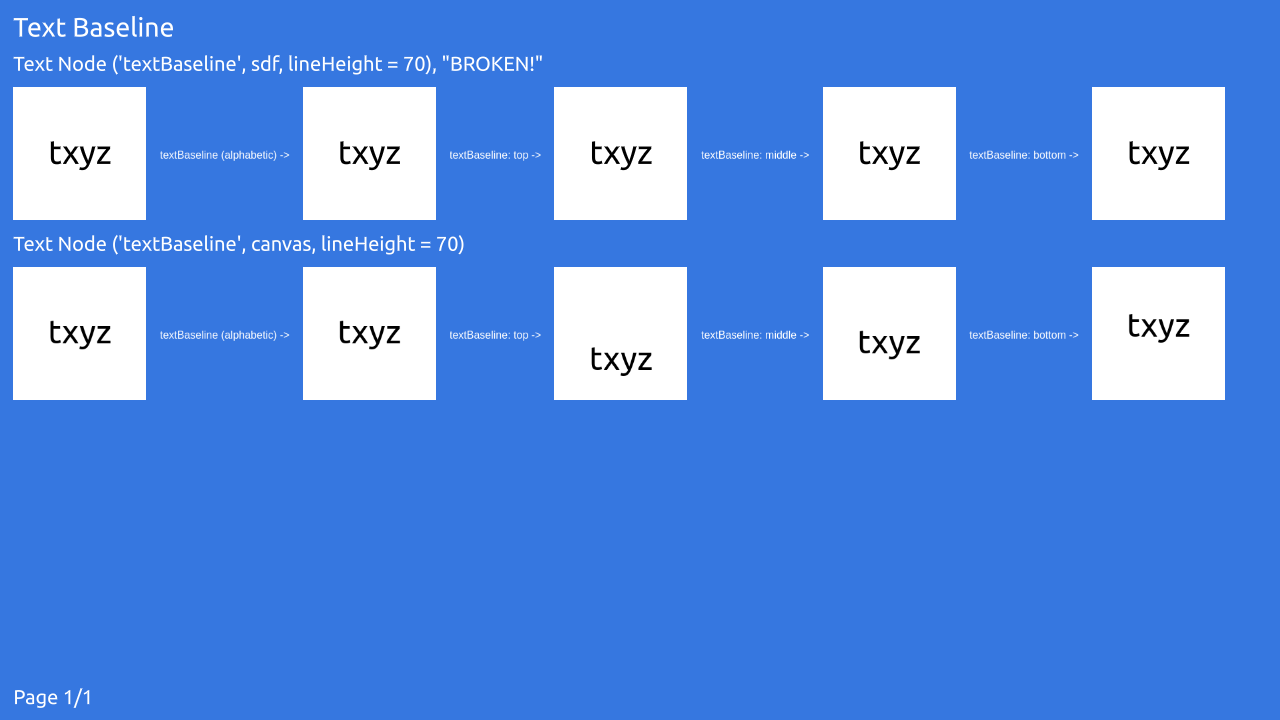 Text Baseline
Text Node ('textBaseline', sdf, lineHeight = 70), "BROKEN!"
txyz textBaseline (alphabetic) -> txyz textBaseline: top -> txyz textBaseline: middle -> txyz textBaseline: bottom -> txyz
Text Node ('textBaseline', canvas, lineHeight = 70)
txyz textBaseline (alphabetic) -> txyz textBaseline: top -> txyz textBaseline: middle -> txyz textBaseline: bottom -> txyz
Page 1/1